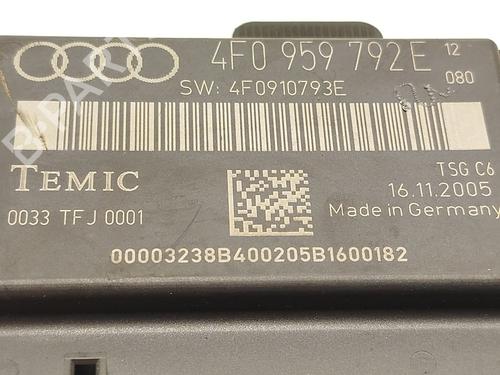 4F0 959 792E 12
080
SW: 4F0910793E
TEMIC
TSG C6
16.11.2005
0033 TFJ 0001
Made in Germany
00003238B400205B1600182
B-PARTS